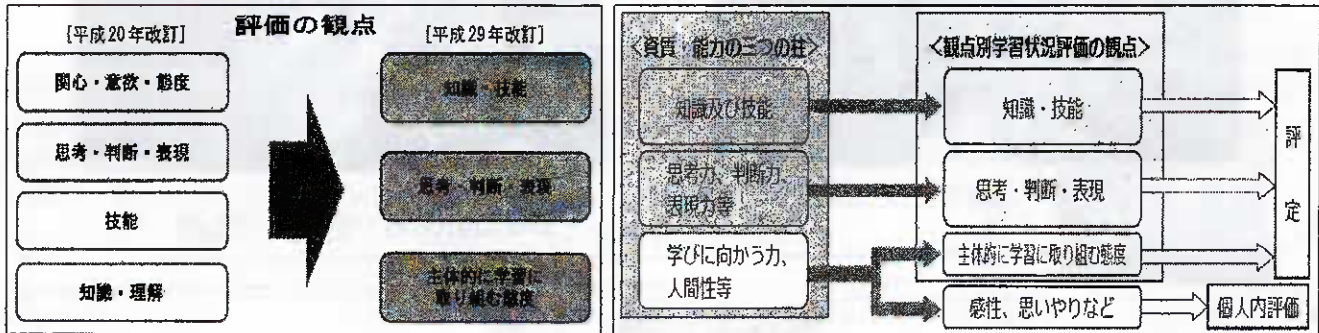 評価の観点
[平成20年改訂]
関心・意欲・態度
思考・判断・表現
技能
知識・理解
[平成29年改訂]
知識・技能
思考・判断・表現
主体的に学習に
取り組む態度
<資質・能力の三つの柱>
知識及び技能
思考力、判断力、
表現力等
学びに向かう力、
人間性等
<観点別学習状況評価の観点>
知識・技能
思考・判断・表現
主体的に学習に取り組む態度
感性、思いやりなど
評
定
個人内評価